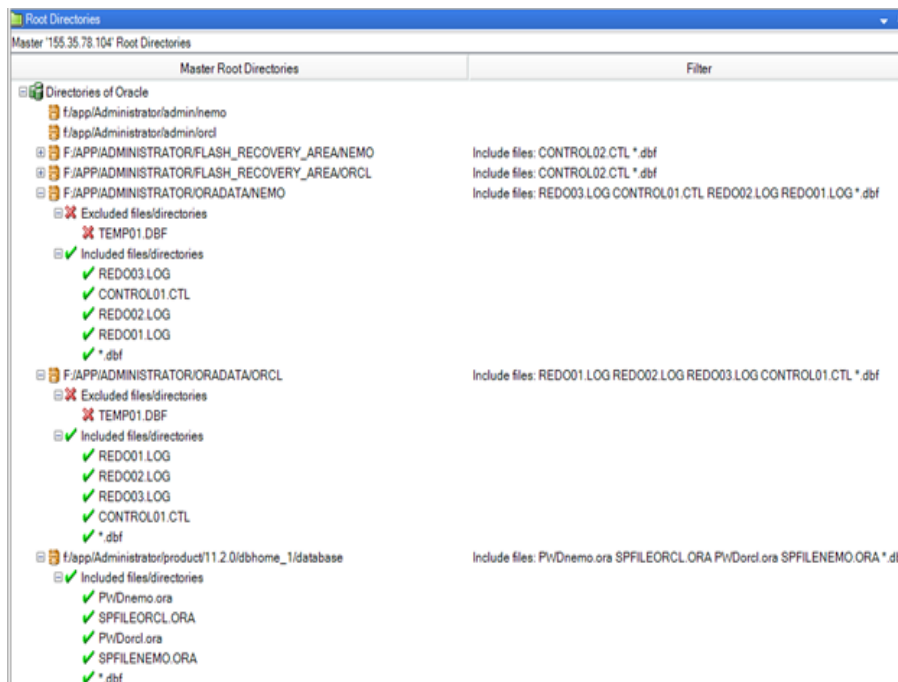 Root Directories
Master '155.35.78.104' Root Directories
Master Root Directories Filter
Directories of Oracle
f:/app/Administrator/admin/nemo
f:/app/Administrator/admin/orcl
F:/APP/ADMINISTRATOR/FLASH_RECOVERY_AREA/NEMO Include files: CONTROL02.CTL *.dbf
F:/APP/ADMINISTRATOR/FLASH_RECOVERY_AREA/ORCL Include files: CONTROL02.CTL *.dbf
F:/APP/ADMINISTRATOR/ORADATA/NEMO Include files: REDO03.LOG CONTROL01.CTL REDO02.LOG REDO01.LOG *.dbf
Excluded files/directories
TEMP01.DBF
Included files/directories
REDO03.LOG
CONTROL01.CTL
REDO02.LOG
REDO01.LOG
*.dbf
F:/APP/ADMINISTRATOR/ORADATA/ORCL Include files: REDO01.LOG REDO02.LOG REDO03.LOG CONTROL01.CTL *.dbf
Excluded files/directories
TEMP01.DBF
Included files/directories
REDO01.LOG
REDO02.LOG
REDO03.LOG
CONTROL01.CTL
*.dbf
f:/app/Administrator/product/11.2.0/dbhome_1/database Include files: PWDnemo.ora SPFILEORCL.ORA PWDorcl.ora SPFILENEMO.ORA
Included files/directories
PWDnemo.ora
SPFILEORCL.ORA
PWDorcl.ora
SPFILENEMO.ORA
*.dbf